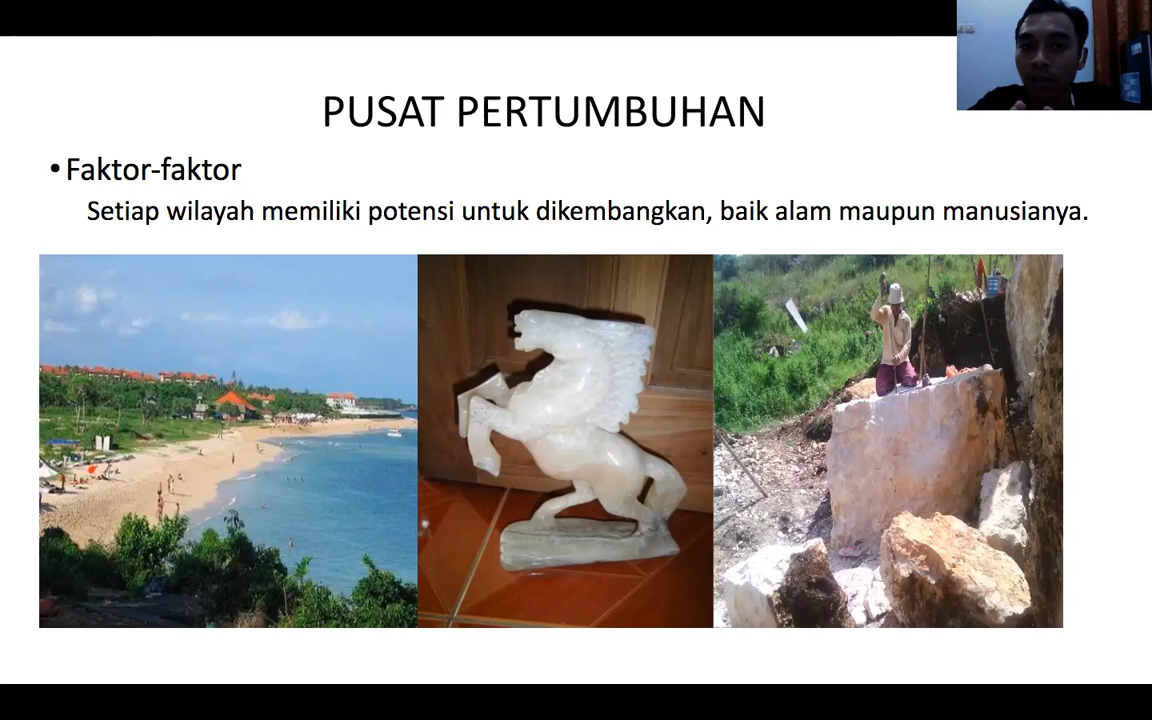 PUSAT PERTUMBUHAN
• Faktor-faktor
Setiap wilayah memiliki potensi untuk dikembangkan, baik alam maupun manusianya.